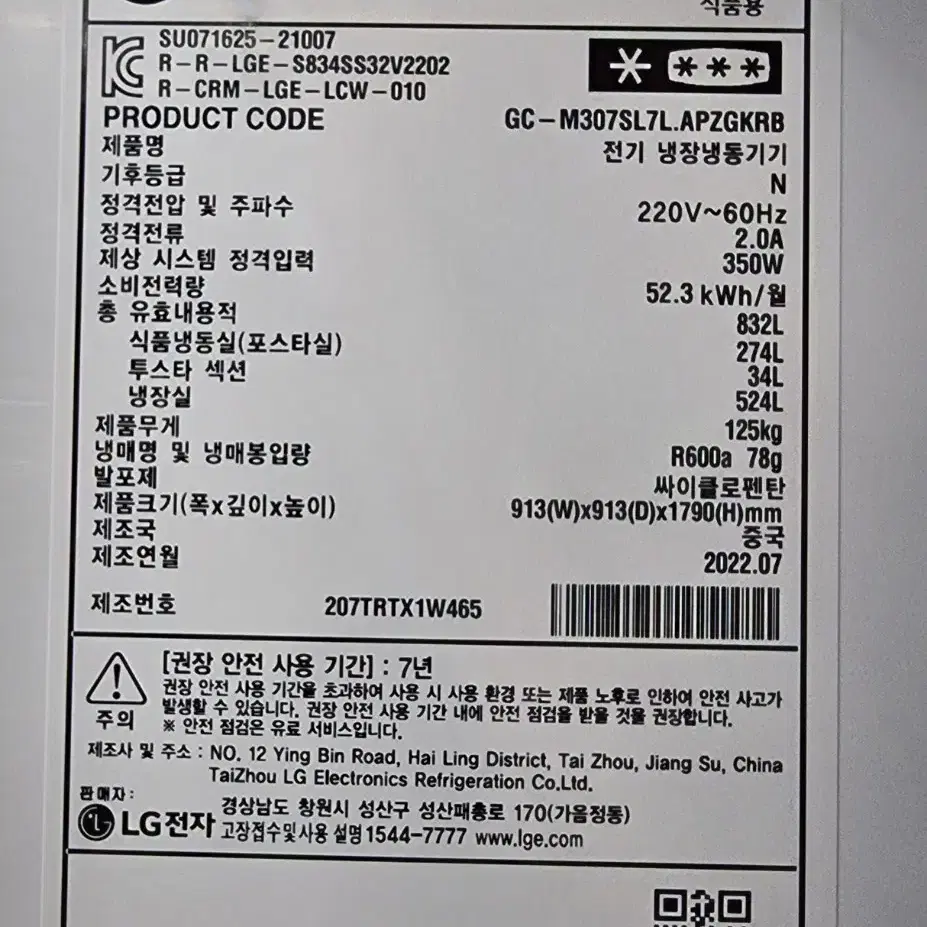 식품용
SU071625-21007
R-R-LGE-S834SS32V2202
R-CRM-LGE-LCW-010
PRODUCT CODE GC-M307SL7L.APZGKRB
제품명 전기 냉장냉동기기
기후등급 N
정격전압 및 주파수 220V~60Hz
정격전류 2.0A
제상 시스템 정격입력 350W
소비전력량 52.3 kWh/월
총 유효내용적 832L
식품냉동실(포스타실) 274L
투스타 섹션 34L
냉장실 524L
제품무게 125kg
냉매명 및 냉매봉입량 R600a 78g
발포제 싸이클로펜탄
제품크기(폭x깊이x높이) 913(W)x913(D)x1790(H)mm
제조국 중국
제조연월 2022.07
제조번호 207TRTX1W465
[권장 안전 사용 기간] : 7년
권장 안전 사용 기간을 초과하여 사용 시 사용 환경 또는 제품 노후로 인하여 안전 사고가
발생할 수 있습니다. 권장 안전 사용 기간 내에 안전 점검을 받을 것을 권장합니다.
주의 ※ 안전 점검은 유료 서비스입니다.
제조사 및 주소 : NO. 12 Ying Bin Road, Hai Ling District, Tai Zhou, Jiang Su, China
TaiZhou LG Electronics Refrigeration Co.Ltd.
판매자 :
경상남도 창원시 성산구 성산패총로 170(가음정동)
LG전자 고장접수및사용 설명 1544-7777 www.lge.com